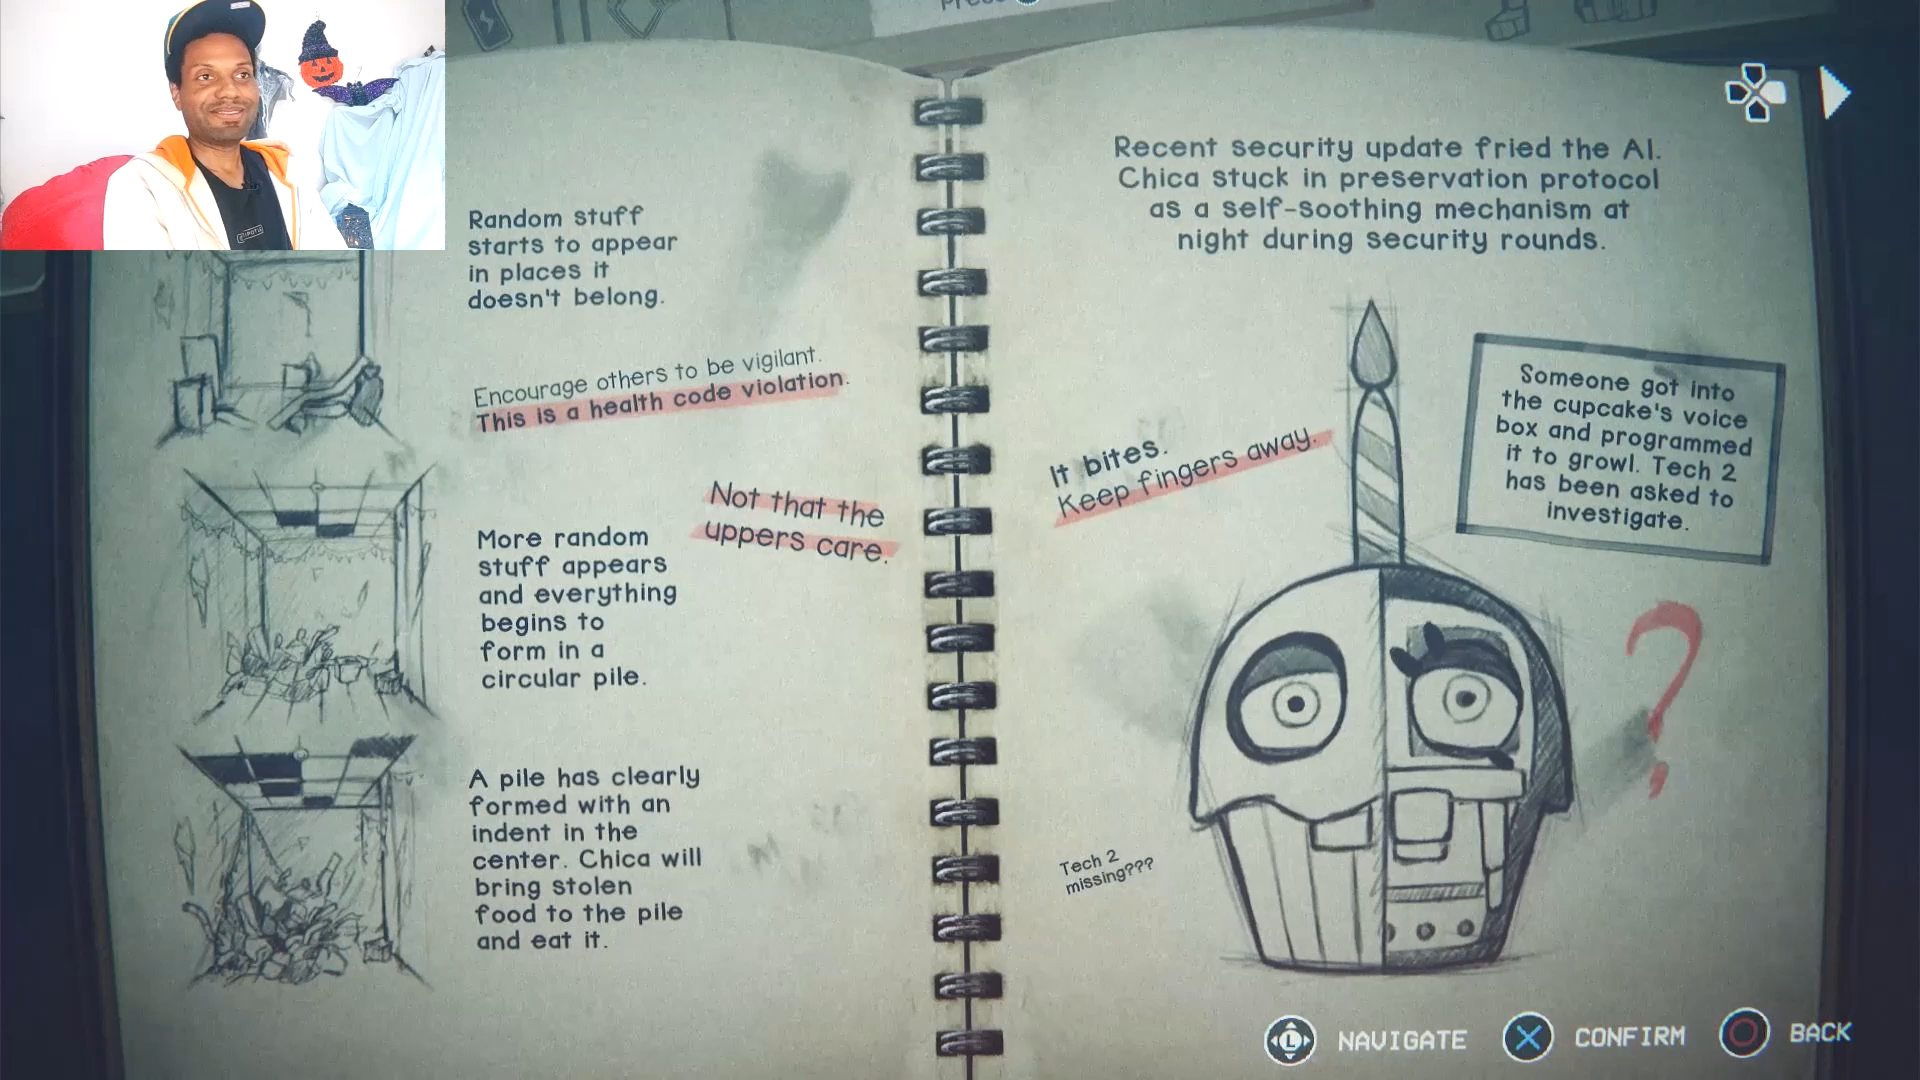 Random stuff
starts to appear
in places it
doesn't belong.
Encourage others to be vigilant.
This is a health code violation.
Not that the
uppers care.
More random
stuff appears
and everything
begins to
form in a
circular pile.
A pile has clearly
formed with an
indent in the
center. Chica will
bring stolen
food to the pile
and eat it.
Recent security update fried the AI.
Chica stuck in preservation protocol
as a self-soothing mechanism at
night during security rounds.
It bites.
Keep fingers away.
Someone got into
the cupcake's voice
box and programmed
it to growl. Tech 2
has been asked to
investigate.
?
Tech 2
missing???
L NAVIGATE
CONFIRM
BACK